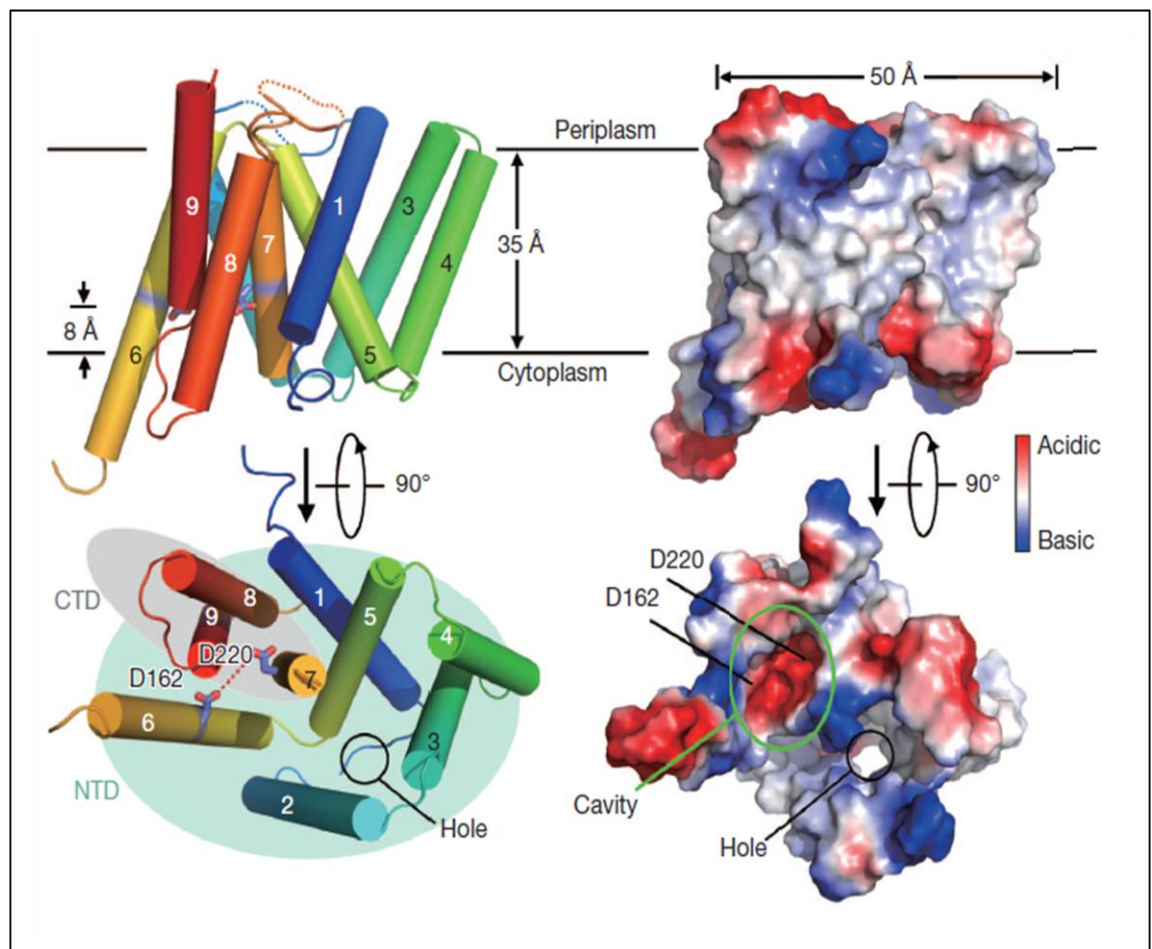 50 Å
Periplasm
9
1
3
7
8
4
35 Å
8 Å
6
5
Cytoplasm
90°
90°
Acidic
Basic
CTD
8
1
5
9
4
D220
D162
7
6
3
NTD
2
Hole
D220
D162
Cavity
Hole